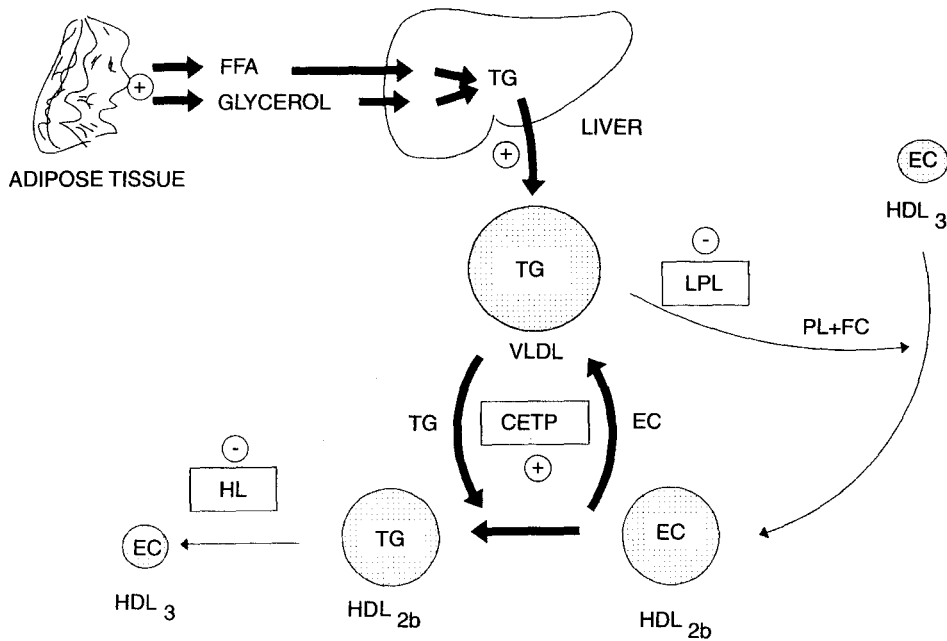 FFA
+
GLYCEROL
TG
LIVER
ADIPOSE TISSUE
+
EC
HDL 3
TG
-
LPL
PL+FC
VLDL
TG
CETP
EC
+
-
HL
EC
TG
EC
HDL 3
HDL 2b
HDL 2b